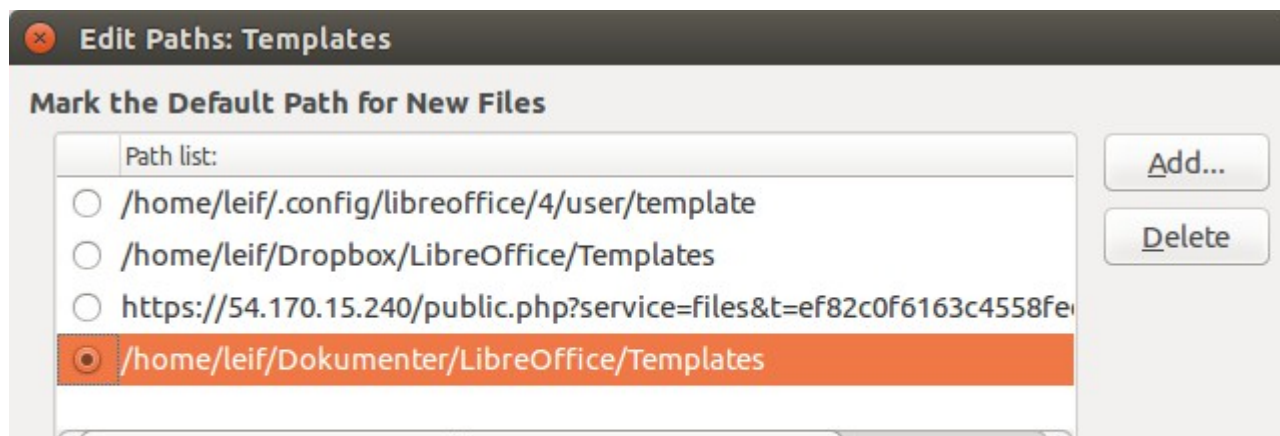 Edit Paths: Templates
Mark the Default Path for New Files
Path list:
Add...
/home/leif/.config/libreoffice/4/user/template
/home/leif/Dropbox/LibreOffice/Templates
Delete
https://54.170.15.240/public.php?service=files&t=ef82c0f6163c4558fe
/home/leif/Dokumenter/LibreOffice/Templates